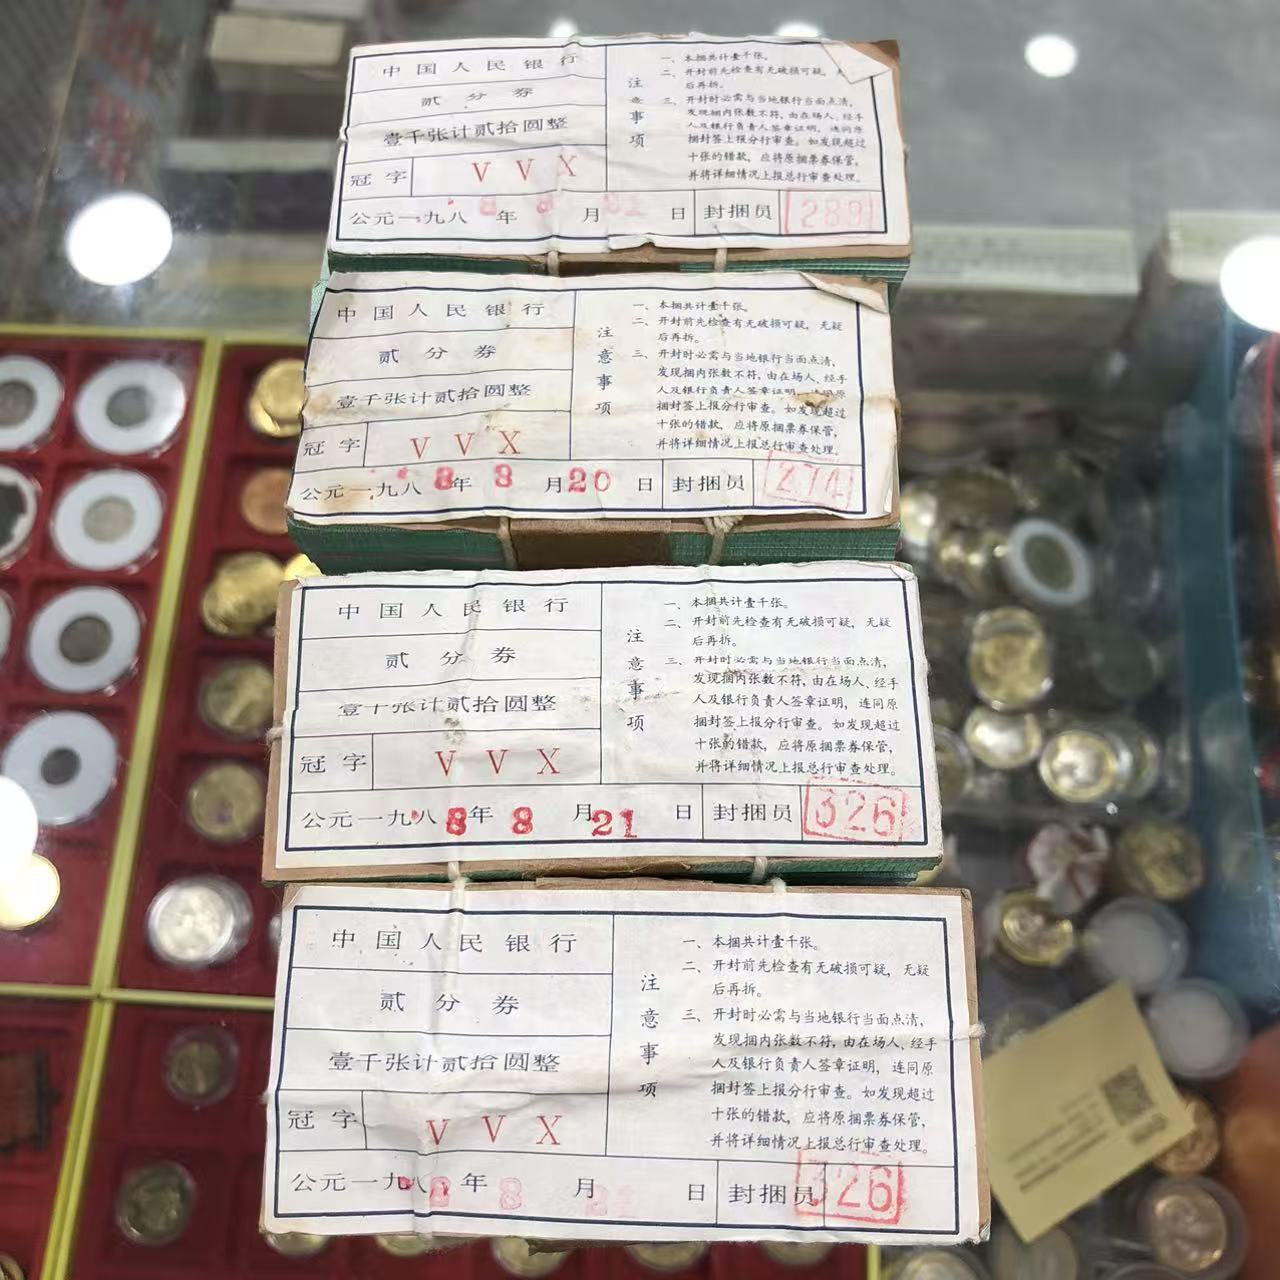 中国人民银行
贰分券
壹千张计贰拾圆整
冠字 V V X
公元一九八8年8月21日 封捆员 289
注意事项
一、本捆共计壹千张。
二、开封前先检查有无破损可疑，无
后再拆。
三、开封时必需与当地银行当面点清，
发现捆内张数不符，由在场人、经手
人及银行负责人签章证明，连同原
捆封签上报分行审查。如发现超过
十张的错款，应将原捆票券保管，
并将详细情况上报总行审查处理。
中国人民银行
贰分券
壹千张计贰拾圆整
冠字 V V X
公元一九八8年8月20日 封捆员 274
注意事项
一、本捆共计壹千张。
二、开封前先检查有无破损可疑，无疑
后再拆。
三、开封时必需与当地银行当面点清，
发现捆内张数不符，由在场人、经手
人及银行负责人签章证明，连同原
捆封签上报分行审查。如发现超过
十张的错款，应将原捆票券保管，
并将详细情况上报总行审查处理。
中国人民银行
贰分券
壹千张计贰拾圆整
冠字 V V X
公元一九八8年8月21日 封捆员 326
注意事项
一、本捆共计壹千张。
二、开封前先检查有无破损可疑，无疑
后再拆。
三、开封时必需与当地银行当面点清，
发现捆内张数不符，由在场人、经手
人及银行负责人签章证明，连同原
捆封签上报分行审查。如发现超过
十张的错款，应将原捆票券保管，
并将详细情况上报总行审查处理。
中国人民银行
贰分券
壹千张计贰拾圆整
冠字 V V X
公元一九八8年8月21日 封捆员 326
注意事项
一、本捆共计壹千张。
二、开封前先检查有无破损可疑，无疑
后再拆。
三、开封时必需与当地银行当面点清，
发现捆内张数不符，由在场人、经手
人及银行负责人签章证明，连同原
捆封签上报分行审查。如发现超过
十张的错款，应将原捆票券保管，
并将详细情况上报总行审查处理。